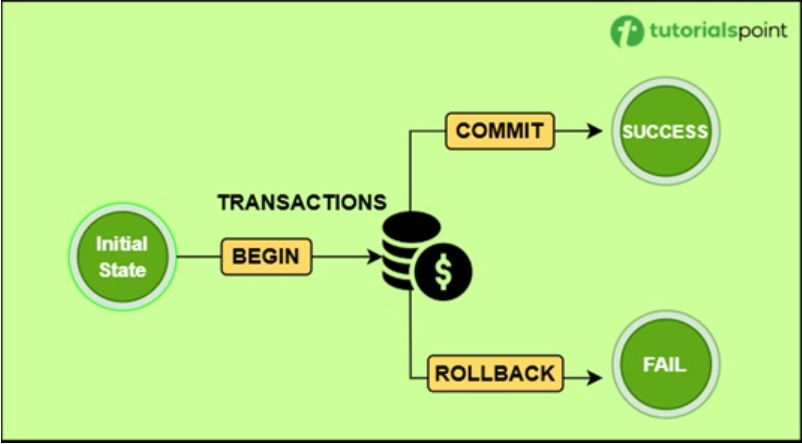 tutorialspoint
COMMIT
SUCCESS
TRANSACTIONS
Initial
State
BEGIN
$
ROLLBACK
FAIL